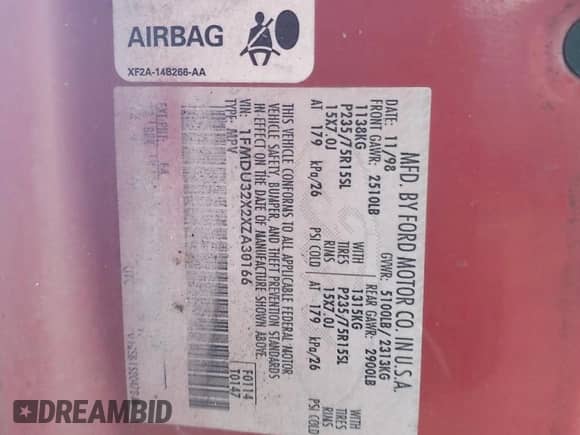 AIRBAG
XF2A-14B266-AA
MFD. BY FORD MOTOR CO. IN U.S.A.
DATE: 11/98
GVWR: 5100LB/ 2313KG
FRONT GAWR: 2510LB
REAR GAWR: 2900LB
1138KG
WITH
1315KG
WITH
P235/75R15SL
TIRES
P235/75R15SL
TIRES
15X7.0J
RIMS
15X7.0J
AT 179 kPa/26 PSI COLD
AT 179 kPa/26 PSI COLD
THIS VEHICLE CONFORMS TO ALL APPLICABLE FEDERAL MOTOR
VEHICLE SAFETY, BUMPER, AND THEFT PREVENTION STANDARDS
IN EFFECT ON THE DATE OF MANUFACTURE SHOWN ABOVE.
VIN: 1FMDU32X2XZA30166
TYPE: MPV
F0114
T0147
DREAMBID